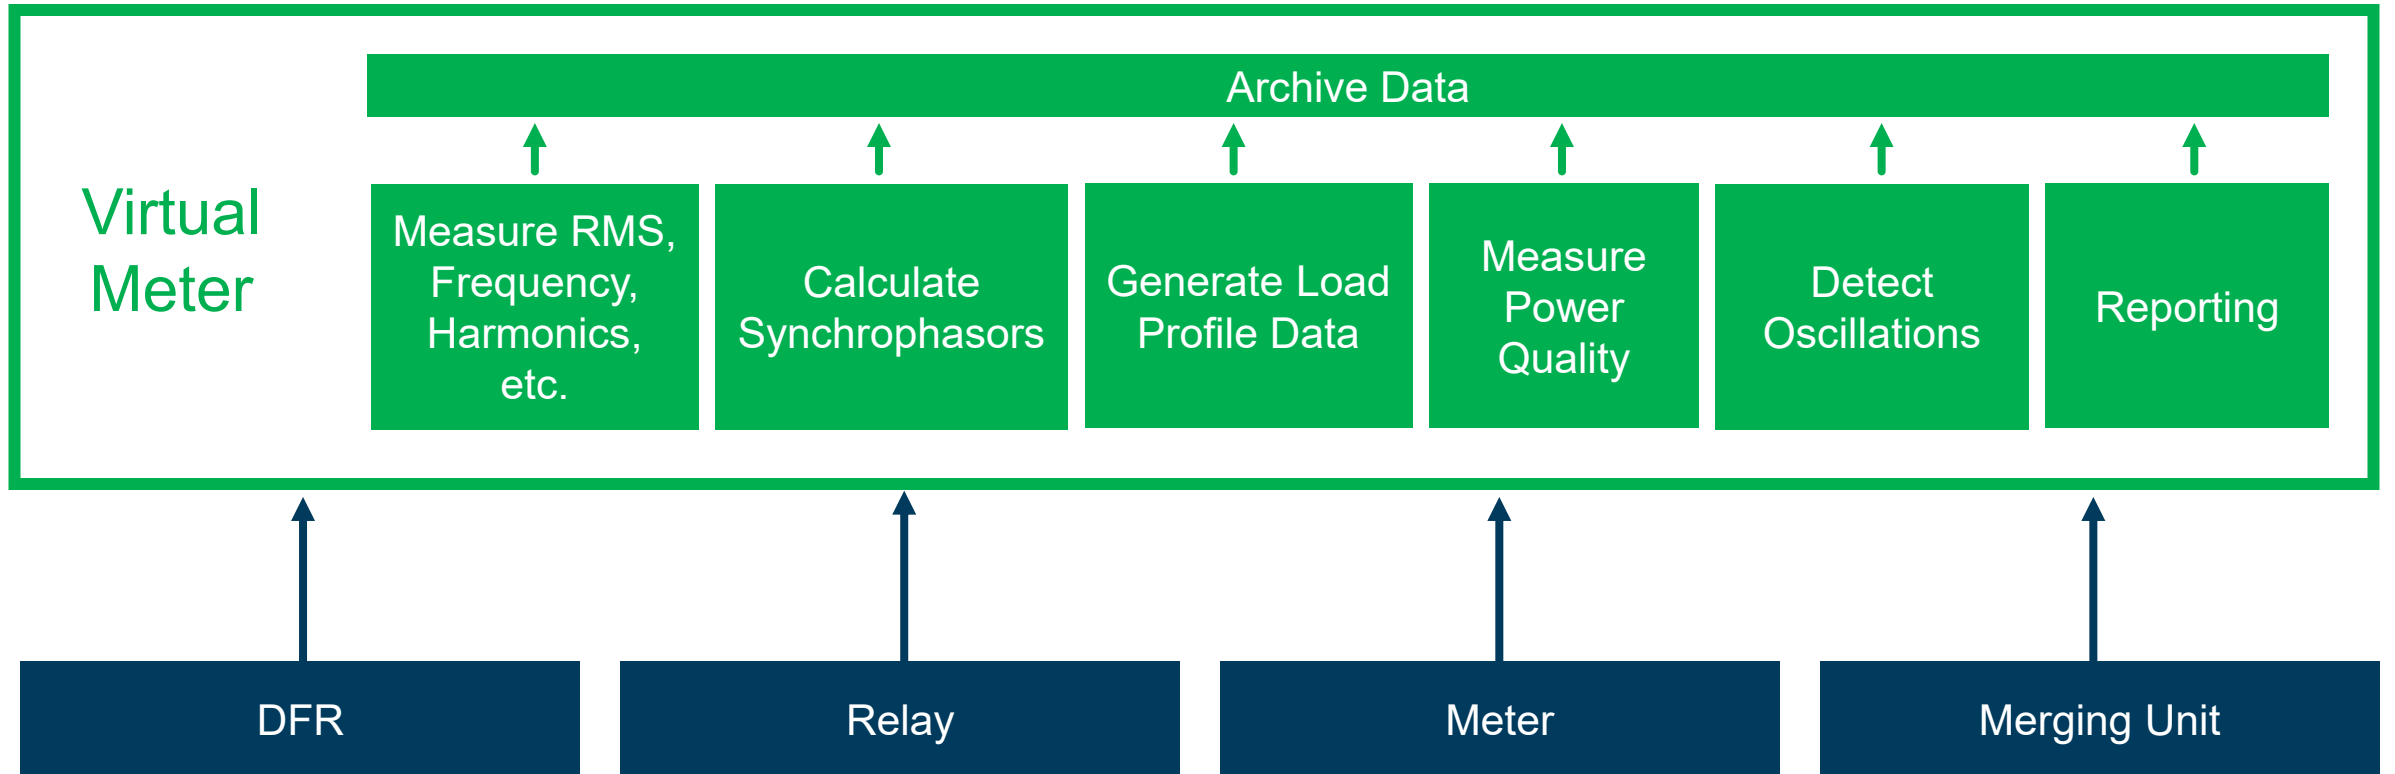 Archive Data
Virtual
Meter
Measure RMS,
Frequency,
Harmonics,
etc.
Calculate
Synchrophasors
Generate Load
Profile Data
Measure
Power
Quality
Detect
Oscillations
Reporting
DFR
Relay
Meter
Merging Unit